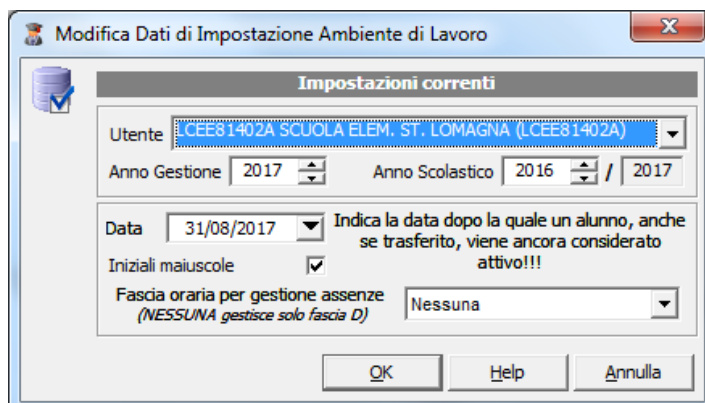 Modifica Dati di Impostazione Ambiente di Lavoro
Impostazioni correnti
Utente LCEE81402A SCUOLA ELEM. ST. LOMAGNA (LCEE81402A)
Anno Gestione 2017 Anno Scolastico 2016 / 2017
Data 31/08/2017 Indica la data dopo la quale un alunno, anche
se trasferito, viene ancora considerato
Iniziali maiuscole attivo!!!
Fascia oraria per gestione assenze
(NESSUNA gestisce solo fascia D) Nessuna
OK Help Annulla